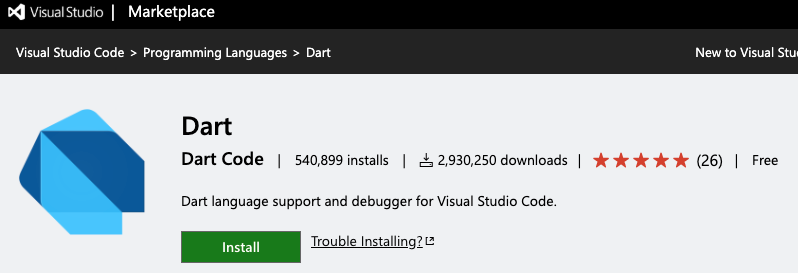 Visual Studio | Marketplace
Visual Studio Code > Programming Languages > Dart New to Visual Stu
Dart
Dart Code | 540,899 installs | 2,930,250 downloads | ★★★★★ (26) | Free
Dart language support and debugger for Visual Studio Code.
Install Trouble Installing?